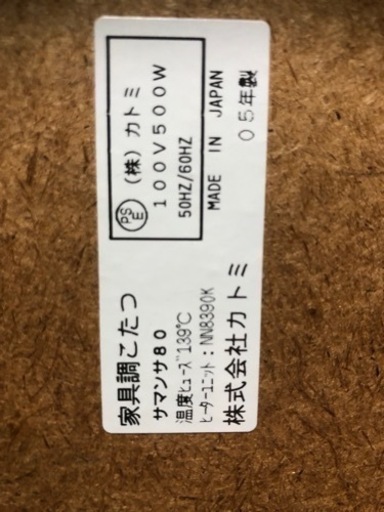 家具調こたつ
サマンサ80
温度ヒューズ139℃
ヒーターユニット:NN8390K
株式会社カトミ
PSE
(株)カトミ
100V500W
50HZ/60HZ
MADE IN JAPAN
05年製